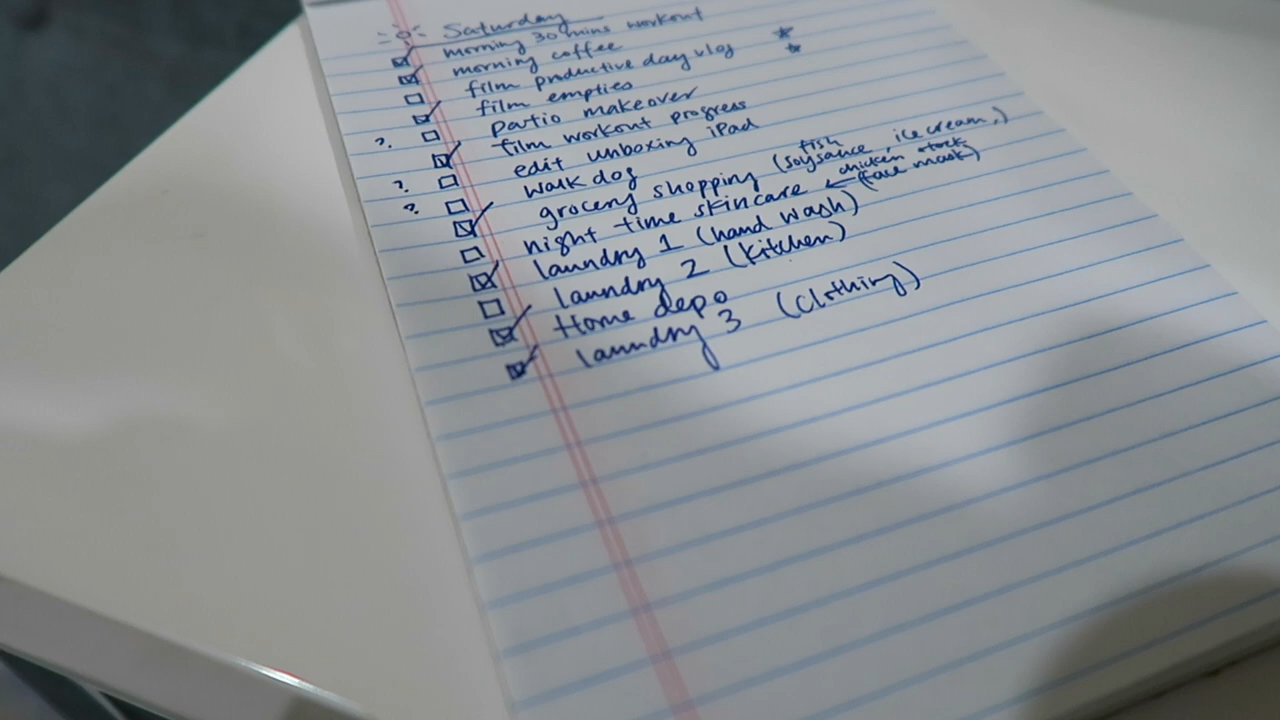 Saturday
morning 30 mins workout
morning coffee
film productive day vlog
film empties
? patio makeover
film workout progress
? edit unboxing iPad
? walk dog
grocery shopping (soysauce, fish, ice cream,) chicken stock
night time skincare ← (face mask)
laundry 1 (hand wash)
laundry 2 (kitchen)
Home depo
laundry 3 (clothing)